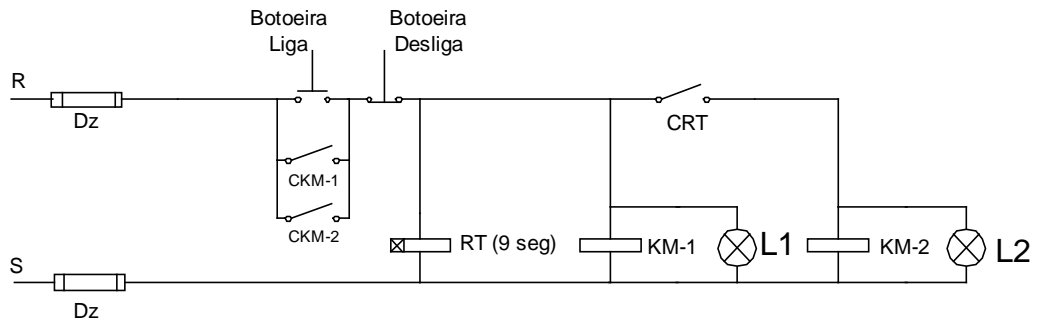 Botoeira
Liga
Botoeira
Desliga
R
Dz
CRT
CKM-1
CKM-2
RT (9 seg)
KM-1
L1
KM-2
L2
S
Dz